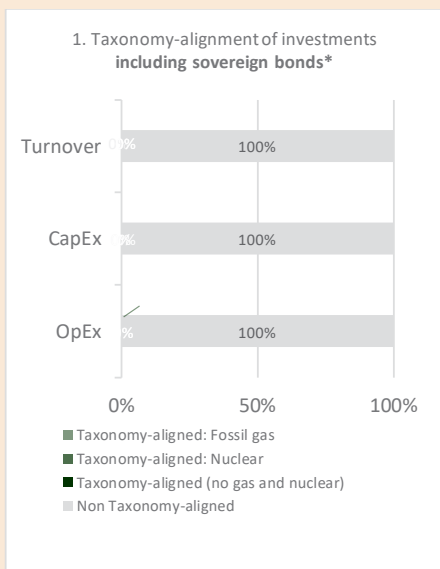 1. Taxonomy-alignment of investments
including sovereign bonds*
Turnover 100%
CapEx 100%
OpEx 100%
0% 50% 100%
Taxonomy-aligned: Fossil gas
Taxonomy-aligned: Nuclear
Taxonomy-aligned (no gas and nuclear)
Non Taxonomy-aligned